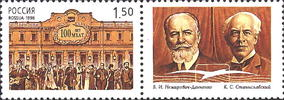 РОССИЯ 1,50
ROSSIJA 1998
100 ЛЕТ
МХАТ
В. И. Немирович-Данченко К. С. Станиславский